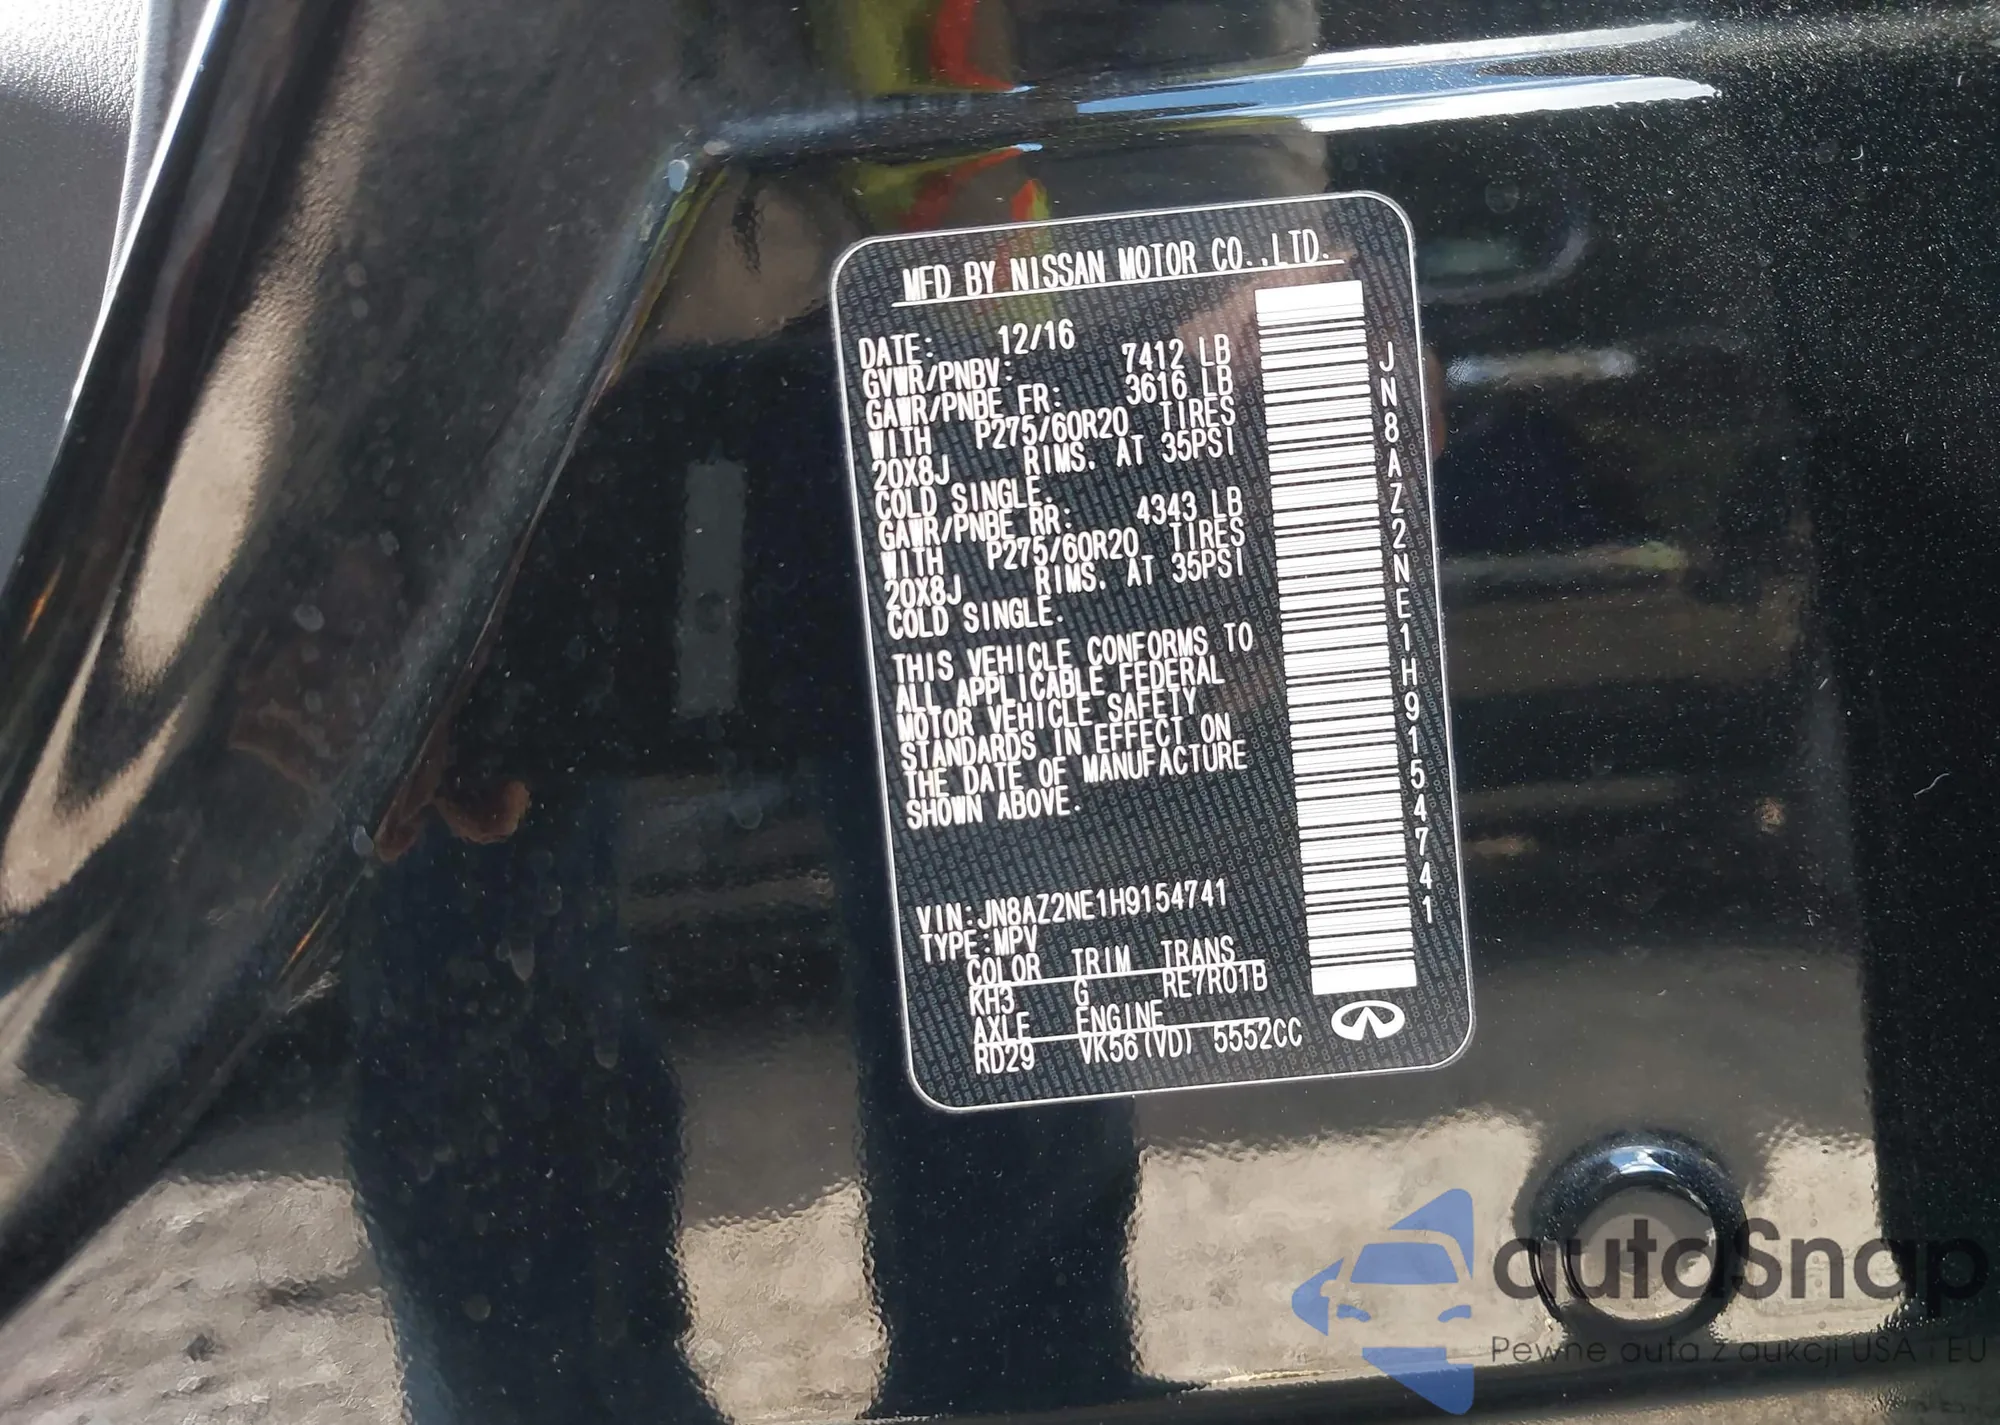 MFD BY NISSAN MOTOR CO.,LTD.
DATE: 12/16
GVWR/PNBV: 7412 LB
GAWR/PNBE FR: 3616 LB
WITH P275/60R20 TIRES
20X8J RIMS. AT 35PSI
COLD SINGLE.
GAWR/PNBE RR: 4343 LB
WITH P275/60R20 TIRES
20X8J RIMS. AT 35PSI
COLD SINGLE.
THIS VEHICLE CONFORMS TO
ALL APPLICABLE FEDERAL
MOTOR VEHICLE SAFETY
STANDARDS IN EFFECT ON
THE DATE OF MANUFACTURE
SHOWN ABOVE.
VIN:JN8AZ2NE1H9154741
TYPE:MPV
COLOR TRIM TRANS
KH3 G RE7R01B
AXLE ENGINE
RD29 VK56(VD) 5552CC
JN8AZ2NE1H9154741
autoSnap
Pewne auta z aukcji USA i EU